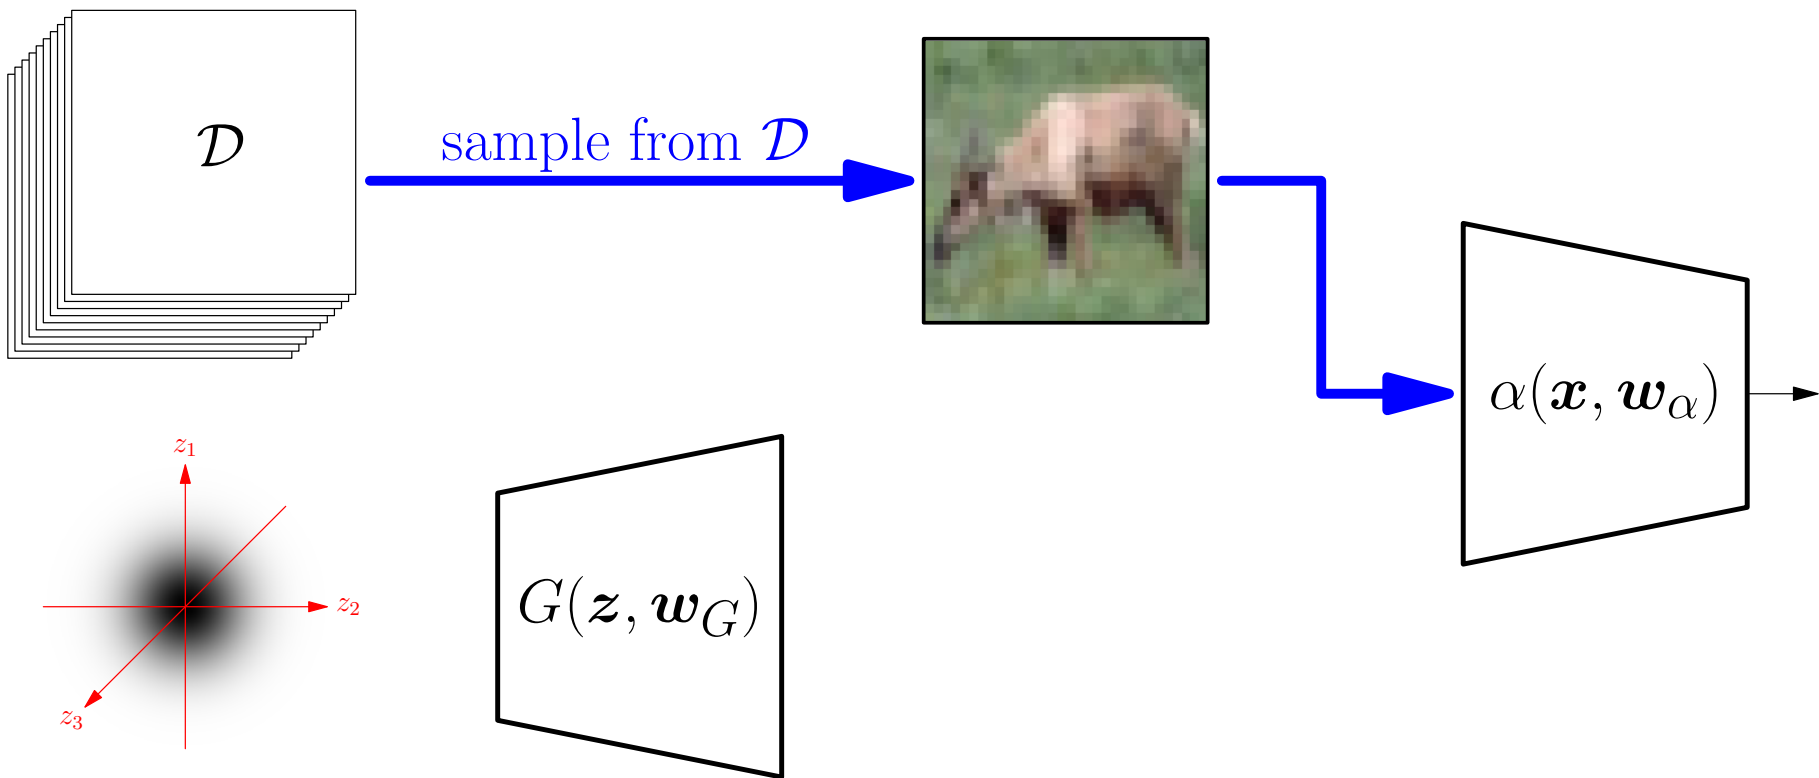 𝒟
sample from 𝒟
α(𝒙, 𝒘_α)
z₁
z₂
G(𝒛, 𝒘_G)
z₃